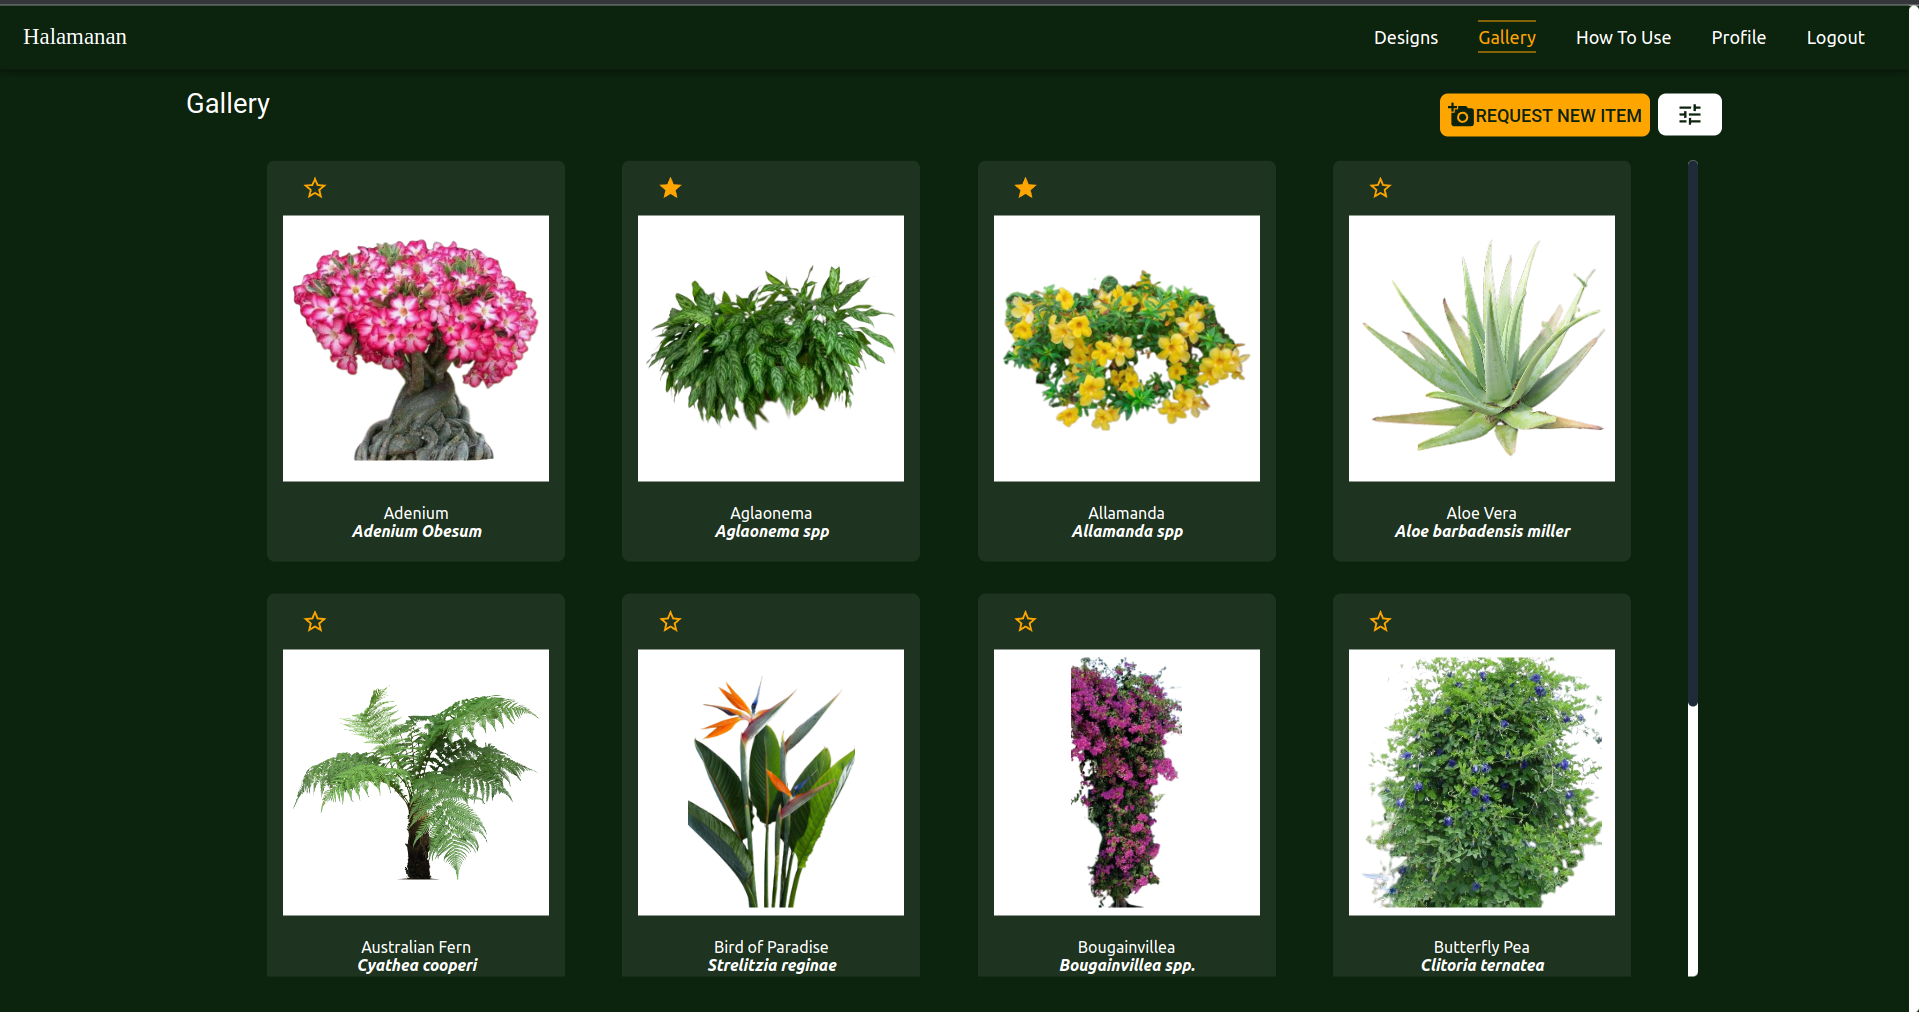 Halamanan
Designs
Gallery
How To Use
Profile
Logout
Gallery
REQUEST NEW ITEM
Adenium
Adenium Obesum
Aglaonema
Aglaonema spp
Allamanda
Allamanda spp
Aloe Vera
Aloe barbadensis miller
Australian Fern
Cyathea cooperi
Bird of Paradise
Strelitzia reginae
Bougainvillea
Bougainvillea spp.
Butterfly Pea
Clitoria ternatea